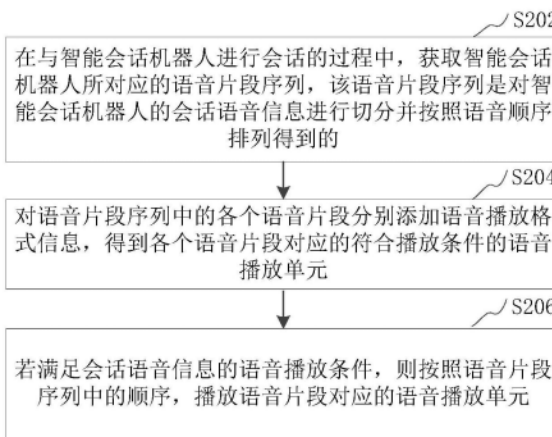 S202
在与智能会话机器人进行会话的过程中，获取智能会话
机器人所对应的语音片段序列，该语音片段序列是对智
能会话机器人的会话语音信息进行切分并按照语音顺序
排列得到的
S204
对语音片段序列中的各个语音片段分别添加语音播放格
式信息，得到各个语音片段对应的符合播放条件的语音
播放单元
S206
若满足会话语音信息的语音播放条件，则按照语音片段
序列中的顺序，播放语音片段对应的语音播放单元